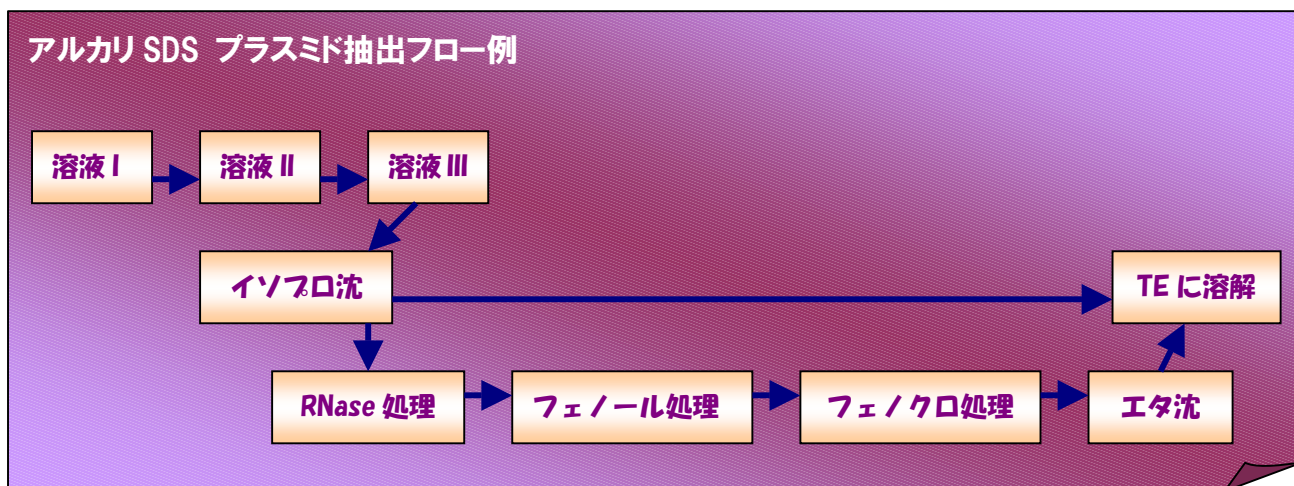 アルカリ SDS プラスミド抽出フロー例
溶液 I
溶液 II
溶液 III
イソプロ沈
TE に溶解
RNase 処理
フェノール処理
フェノクロ処理
エタ沈